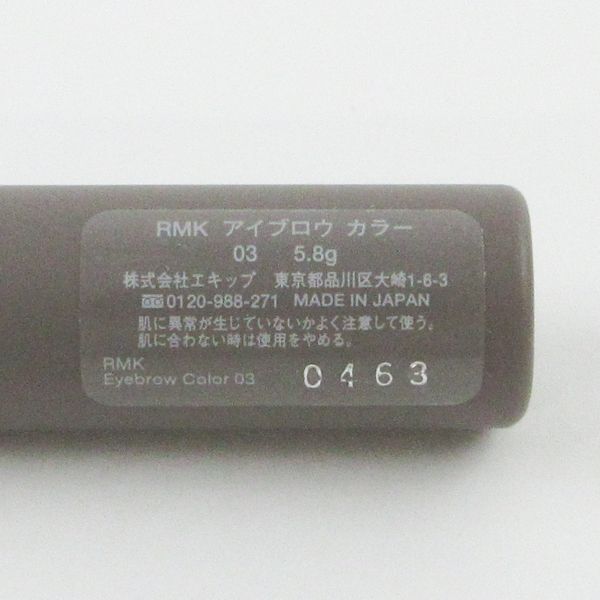 RMK アイブロウ カラー
03 5.8g
株式会社エキップ 東京都品川区大崎1-6-3
0120-988-271 MADE IN JAPAN
肌に異常が生じていないかよく注意して使う。
肌に合わない時は使用をやめる。
RMK
Eyebrow Color 03 0463